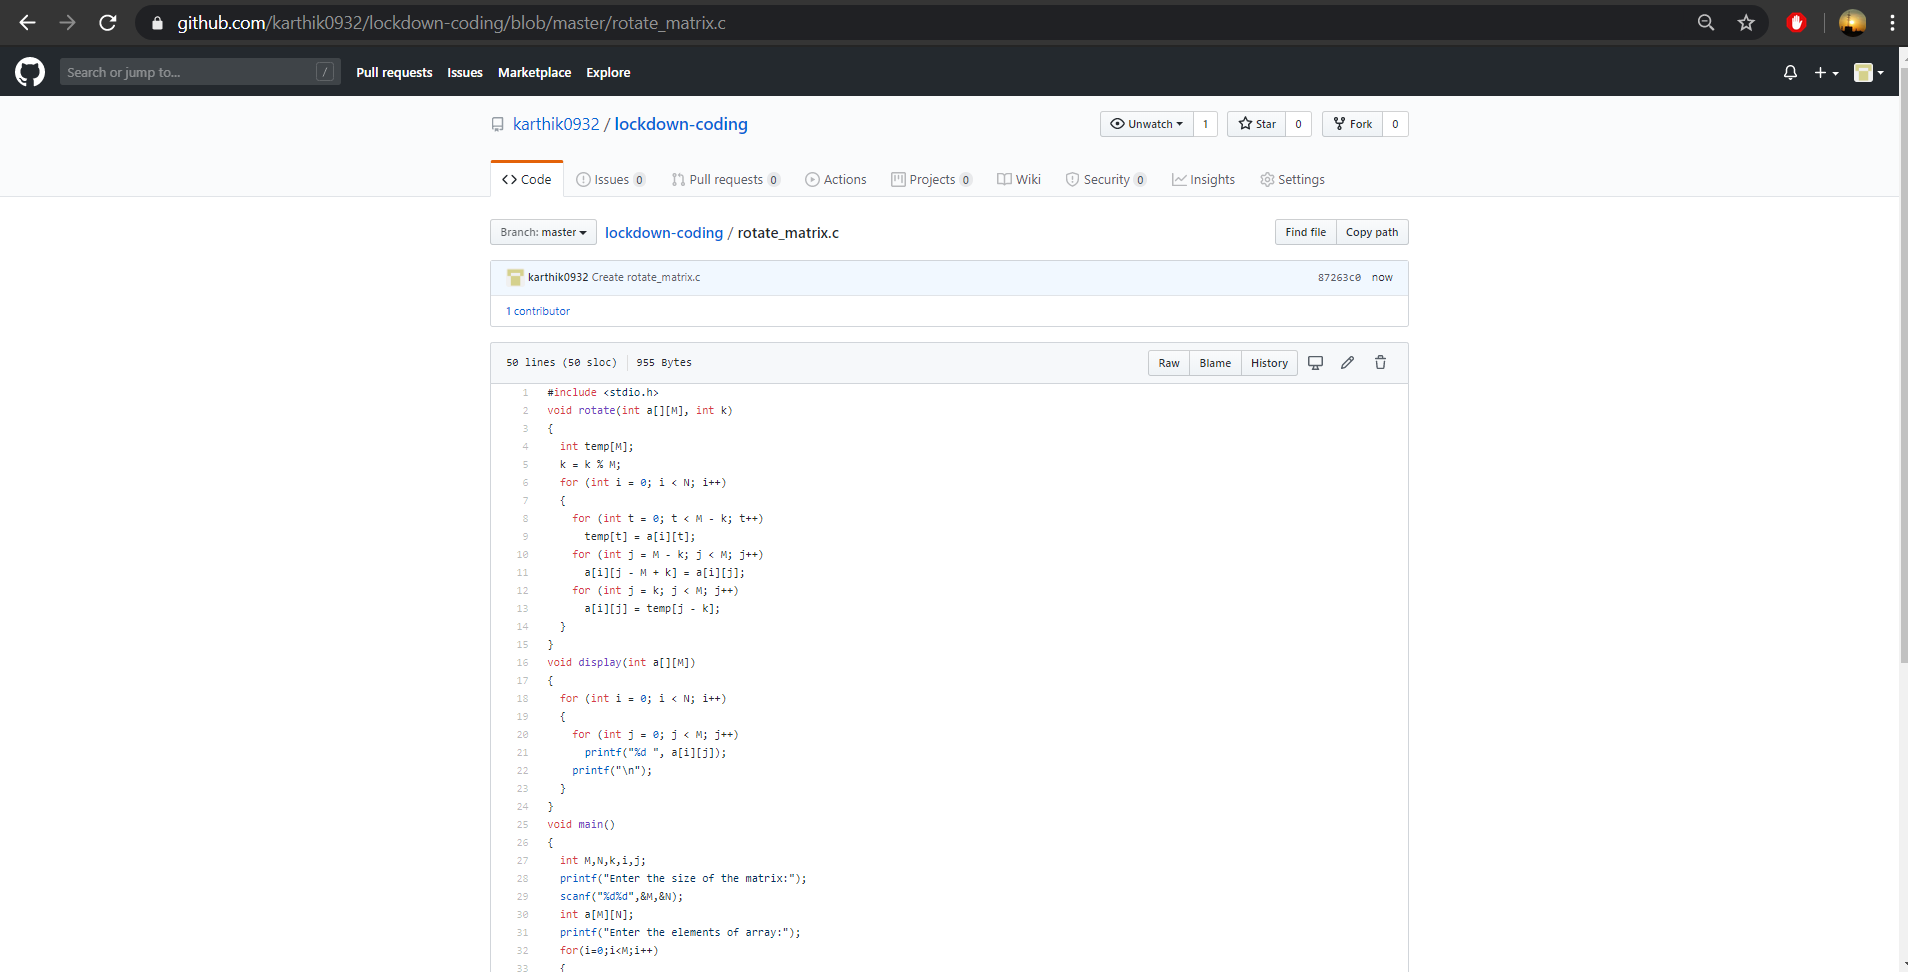 github.com/karthik0932/lockdown-coding/blob/master/rotate_matrix.c
Search or jump to... / Pull requests Issues Marketplace Explore
karthik0932 / lockdown-coding Unwatch 1 Star 0 Fork 0
Code Issues 0 Pull requests 0 Actions Projects 0 Wiki Security 0 Insights Settings
Branch: master lockdown-coding / rotate_matrix.c Find file Copy path
karthik0932 Create rotate_matrix.c 87263c0 now
1 contributor
50 lines (50 sloc) 955 Bytes Raw Blame History
1 #include <stdio.h>
2 void rotate(int a[][M], int k)
3 {
4 int temp[M];
5 k = k % M;
6 for (int i = 0; i < N; i++)
7 {
8 for (int t = 0; t < M - k; t++)
9 temp[t] = a[i][t];
10 for (int j = M - k; j < M; j++)
11 a[i][j - M + k] = a[i][j];
12 for (int j = k; j < M; j++)
13 a[i][j] = temp[j - k];
14 }
15 }
16 void display(int a[][M])
17 {
18 for (int i = 0; i < N; i++)
19 {
20 for (int j = 0; j < M; j++)
21 printf("%d ", a[i][j]);
22 printf("\n");
23 }
24 }
25 void main()
26 {
27 int M,N,k,i,j;
28 printf("Enter the size of the matrix:");
29 scanf("%d%d",&M,&N);
30 int a[M][N];
31 printf("Enter the elements of array:");
32 for(i=0;i<M;i++)
33 {